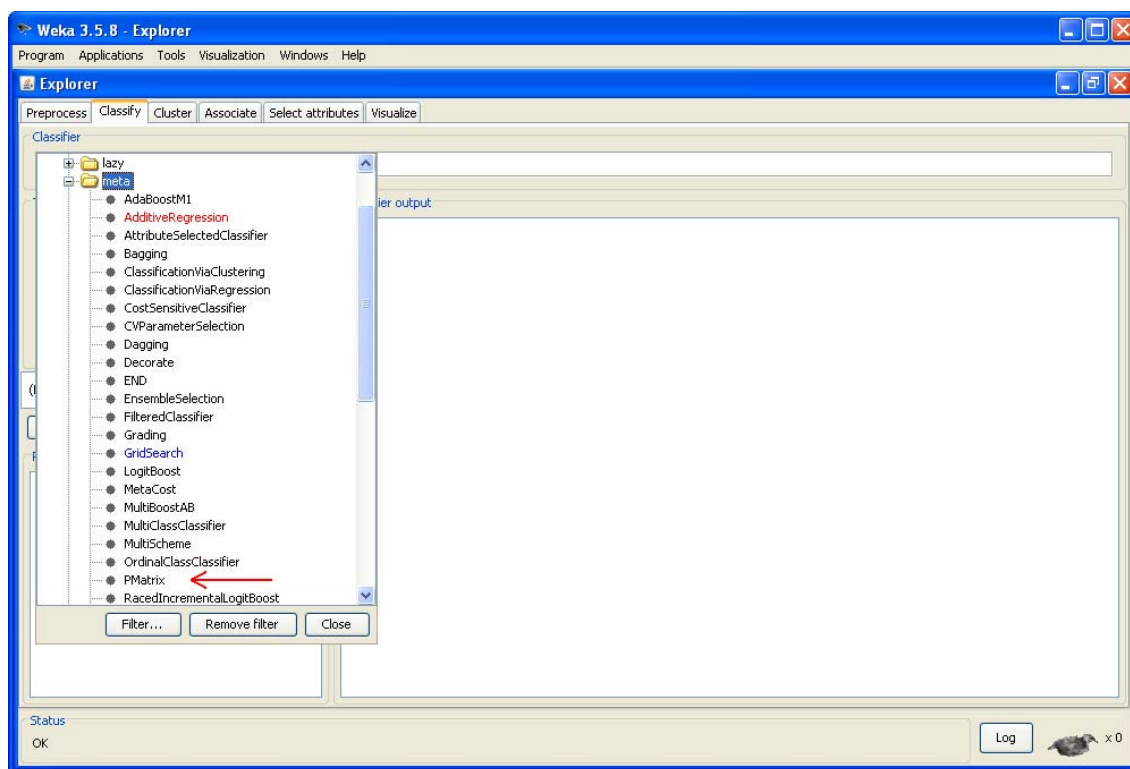 Weka 3.5.8 - Explorer
Program Applications Tools Visualization Windows Help
Explorer
Preprocess Classify Cluster Associate Select attributes Visualize
Classifier
lazy
meta
AdaBoostM1
ier output
AdditiveRegression
AttributeSelectedClassifier
Bagging
ClassificationViaClustering
ClassificationViaRegression
CostSensitiveClassifier
CVParameterSelection
Dagging
Decorate
END
EnsembleSelection
FilteredClassifier
Grading
GridSearch
LogitBoost
MetaCost
MultiBoostAB
MultiClassClassifier
MultiScheme
OrdinalClassClassifier
PMatrix
RacedIncrementalLogitBoost
Filter... Remove filter Close
Status
OK
Log x 0